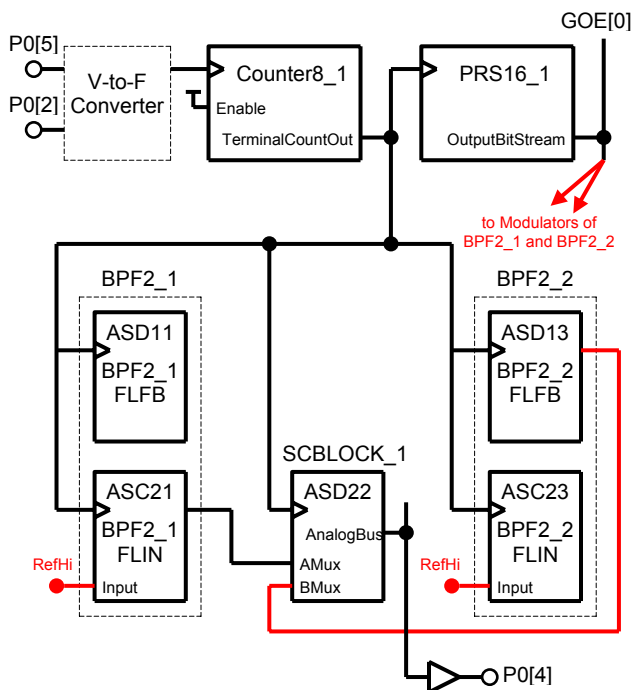 GOE[0]
P0[5]
V-to-F
Converter
P0[2]
Counter8_1
Enable
TerminalCountOut
PRS16_1
OutputBitStream
to Modulators of
BPF2_1 and BPF2_2
BPF2_1
ASD11
BPF2_1
FLFB
ASC21
BPF2_1
FLIN
Input
RefHi
SCBLOCK_1
ASD22
AnalogBus
AMux
BMux
BPF2_2
ASD13
BPF2_2
FLFB
ASC23
BPF2_2
FLIN
Input
RefHi
P0[4]